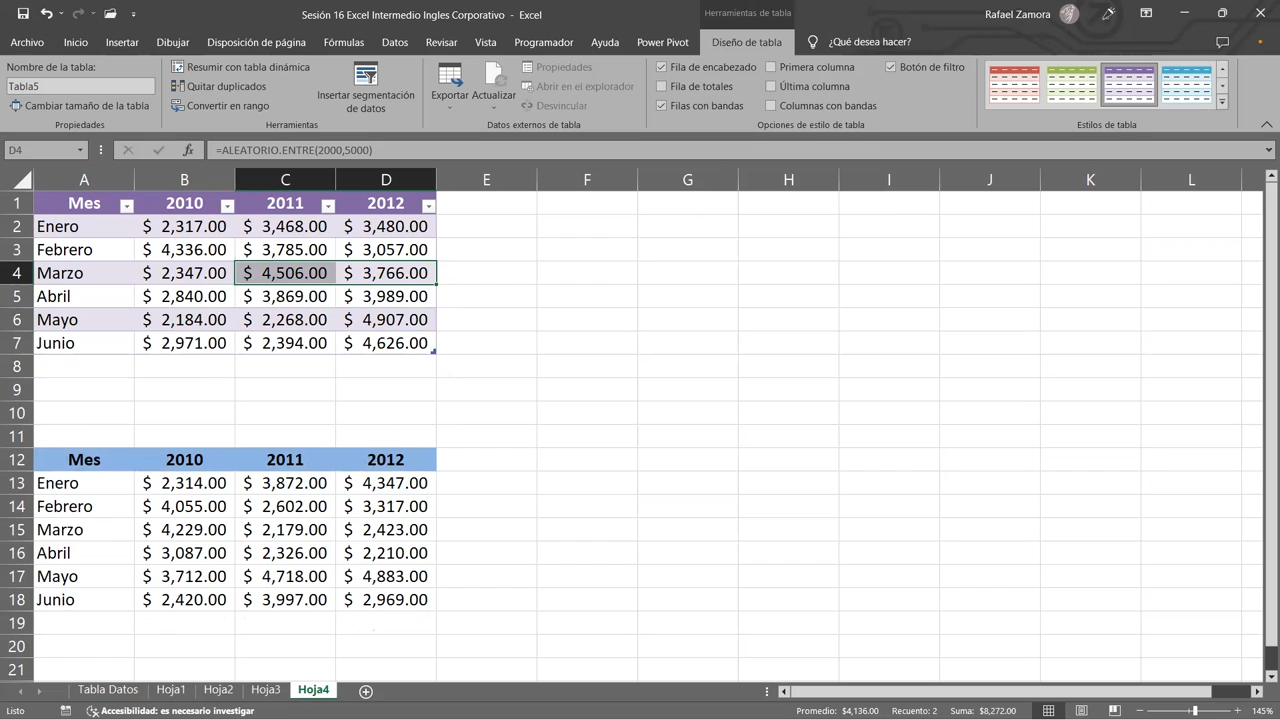 Sesión 16 Excel Intermedio Ingles Corporativo - Excel
Herramientas de tabla
Rafael Zamora
Archivo Inicio Insertar Dibujar Disposición de página Fórmulas Datos Revisar Vista Programador Ayuda Power Pivot Diseño de tabla ¿Qué desea hacer?
Nombre de la tabla:
Tabla5
Cambiar tamaño de la tabla
Propiedades
Resumir con tabla dinámica
Quitar duplicados
Convertir en rango
Insertar segmentación
de datos
Herramientas
Exportar Actualizar
Propiedades
Abrir en el explorador
Desvincular
Datos externos de tabla
Fila de encabezado Primera columna Botón de filtro
Fila de totales Última columna
Filas con bandas Columnas con bandas
Opciones de estilo de tabla
Estilos de tabla
D4 fx =ALEATORIO.ENTRE(2000,5000)
A B C D E F G H I J K L
1 Mes 2010 2011 2012
2 Enero $ 2,317.00 $ 3,468.00 $ 3,480.00
3 Febrero $ 4,336.00 $ 3,785.00 $ 3,057.00
4 Marzo $ 2,347.00 $ 4,506.00 $ 3,766.00
5 Abril $ 2,840.00 $ 3,869.00 $ 3,989.00
6 Mayo $ 2,184.00 $ 2,268.00 $ 4,907.00
7 Junio $ 2,971.00 $ 2,394.00 $ 4,626.00
8
9
10
11
12 Mes 2010 2011 2012
13 Enero $ 2,314.00 $ 3,872.00 $ 4,347.00
14 Febrero $ 4,055.00 $ 2,602.00 $ 3,317.00
15 Marzo $ 4,229.00 $ 2,179.00 $ 2,423.00
16 Abril $ 3,087.00 $ 2,326.00 $ 2,210.00
17 Mayo $ 3,712.00 $ 4,718.00 $ 4,883.00
18 Junio $ 2,420.00 $ 3,997.00 $ 2,969.00
19
20
21
Tabla Datos Hoja1 Hoja2 Hoja3 Hoja4
Listo Accesibilidad: es necesario investigar Promedio: $4,136.00 Recuento: 2 Suma: $8,272.00 145%